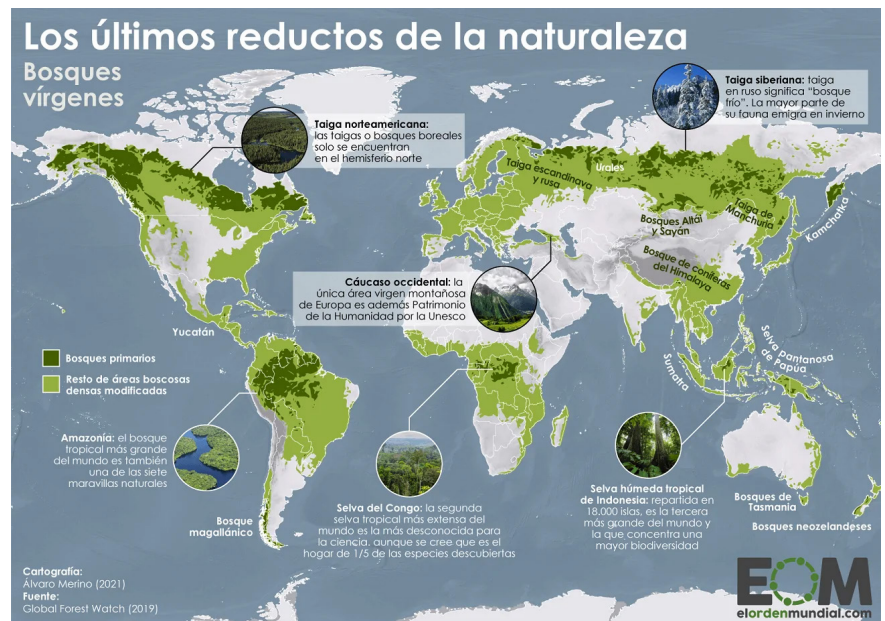 Los últimos reductos de la naturaleza
Bosques
vírgenes
Taiga norteamericana:
las taigas o bosques boreales
solo se encuentran
en el hemisferio norte
Taiga siberiana: taiga
en ruso significa “bosque
frío”. La mayor parte de
su fauna emigra en invierno
Taiga escandinava
y rusa
Urales
Taiga de
Manchuria
Kamchatka
Bosques Altái
y Sayán
Bosque de coníferas
del Himalaya
Cáucaso occidental: la
única área virgen montañosa
de Europa es además Patrimonio
de la Humanidad por la Unesco
Yucatán
Bosques primarios
Resto de áreas boscosas
densas modificadas
Sumatra
Selva pantanosa
de Papúa
Amazonía: el bosque
tropical más grande
del mundo es también
una de las siete
maravillas naturales
Bosque
magallánico
Selva del Congo: la segunda
selva tropical más extensa del
mundo es la más desconocida para
la ciencia, aunque se cree que es el
hogar de 1/5 de las especies descubiertas
Selva húmeda tropical
de Indonesia: repartida en
18.000 islas, es la tercera
más grande del mundo y
la que concentra una
mayor biodiversidad
Bosques de
Tasmania
Bosques neozelandeses
Cartografía:
Álvaro Merino (2021)
Fuente:
Global Forest Watch (2019)
EOM
elordenmundial.com